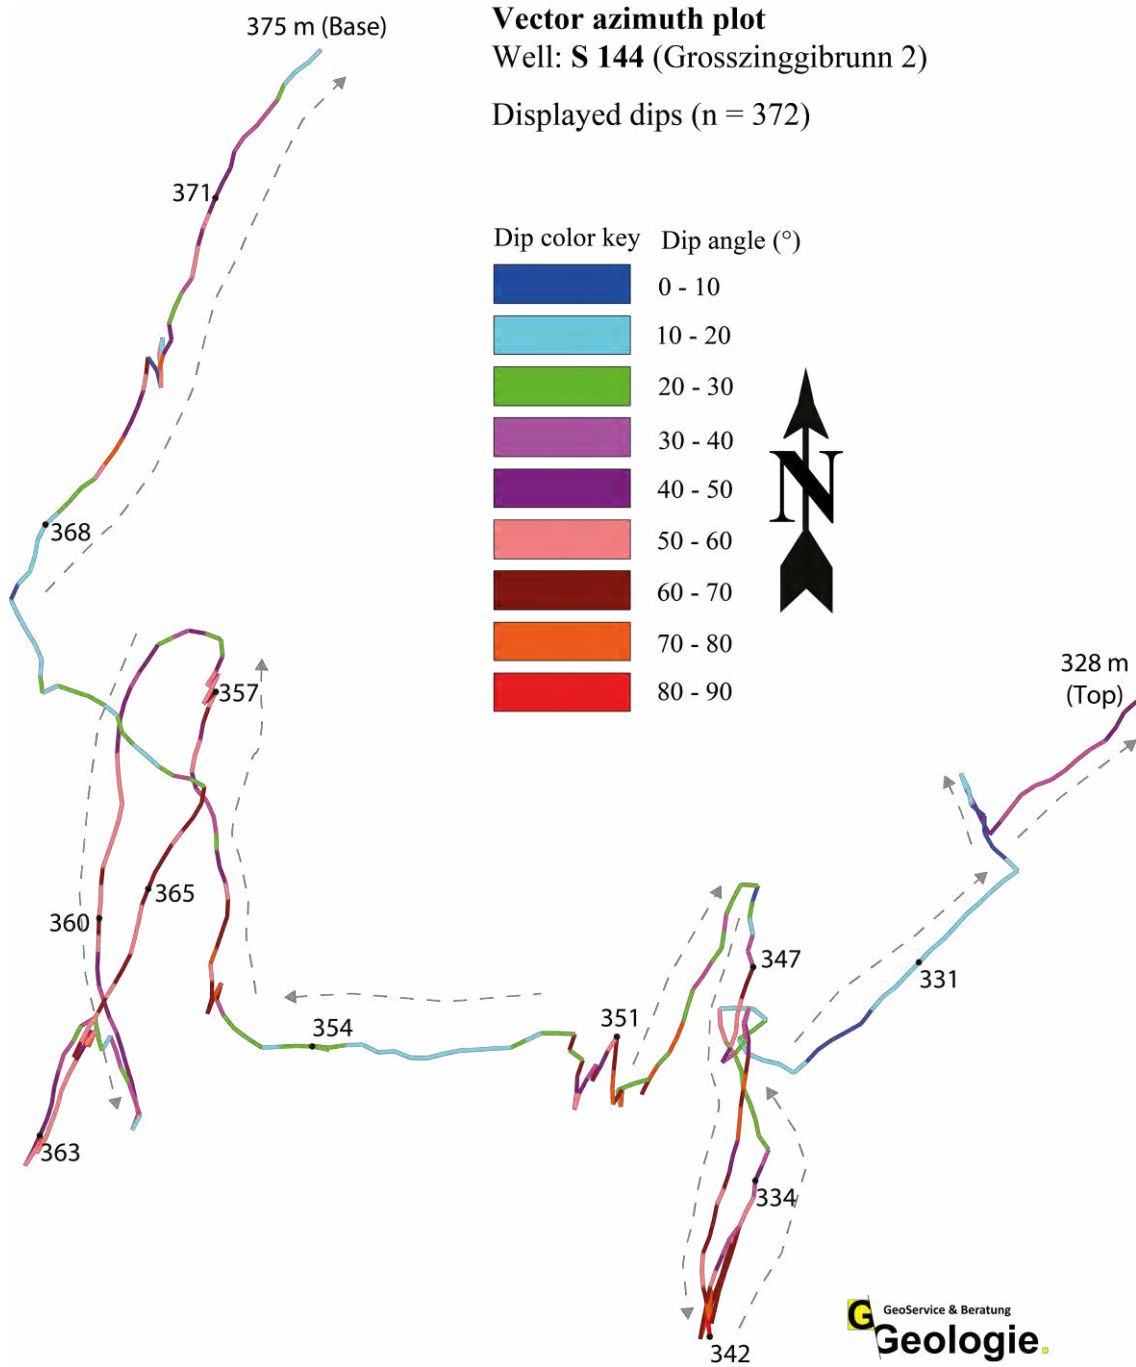 375 m (Base)
Vector azimuth plot
Well: S 144 (Grosszinggibrunn 2)
Displayed dips (n = 372)
371
Dip color key Dip angle (°)
0 - 10
10 - 20
20 - 30
30 - 40
40 - 50
50 - 60
60 - 70
70 - 80
80 - 90
N
368
328 m
(Top)
357
365
360
347
331
351
354
363
334
342
G GeoService & Beratung
Geologie.